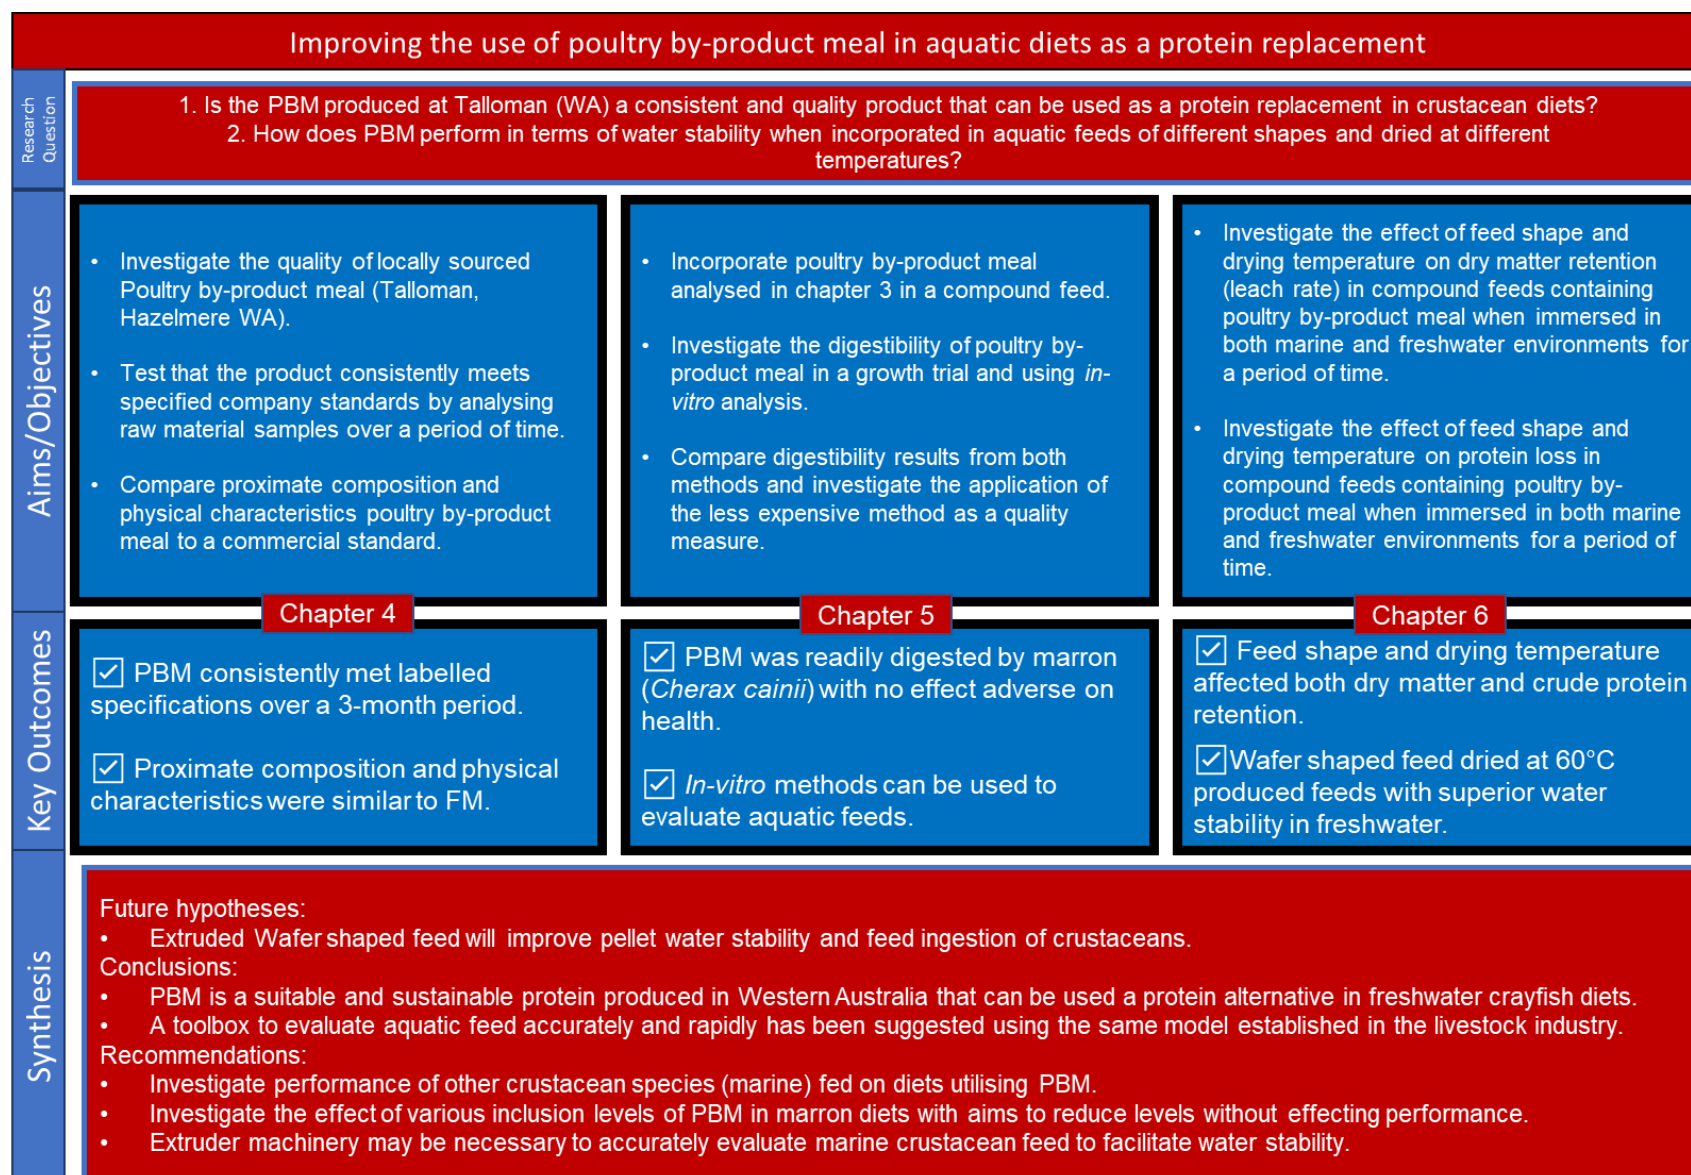 Improving the use of poultry by-product meal in aquatic diets as a protein replacement
Research
Question
1. Is the PBM produced at Talloman (WA) a consistent and quality product that can be used as a protein replacement in crustacean diets?
2. How does PBM perform in terms of water stability when incorporated in aquatic feeds of different shapes and dried at different
temperatures?
Aims/Objectives
• Investigate the quality of locally sourced
Poultry by-product meal (Talloman,
Hazelmere WA).
• Test that the product consistently meets
specified company standards by analysing
raw material samples over a period of time.
• Compare proximate composition and
physical characteristics poultry by-product
meal to a commercial standard.
Chapter 4
• Incorporate poultry by-product meal
analysed in chapter 3 in a compound feed.
• Investigate the digestibility of poultry by-
product meal in a growth trial and using in-
vitro analysis.
• Compare digestibility results from both
methods and investigate the application of
the less expensive method as a quality
measure.
Chapter 5
• Investigate the effect of feed shape and
drying temperature on dry matter retention
(leach rate) in compound feeds containing
poultry by-product meal when immersed in
both marine and freshwater environments for
a period of time.
• Investigate the effect of feed shape and
drying temperature on protein loss in
compound feeds containing poultry by-
product meal when immersed in both marine
and freshwater environments for a period of
time.
Chapter 6
Key Outcomes
☑ PBM consistently met labelled
specifications over a 3-month period.
☑ Proximate composition and physical
characteristics were similar to FM.
☑ PBM was readily digested by marron
(Cherax cainii) with no effect adverse on
health.
☑ In-vitro methods can be used to
evaluate aquatic feeds.
☑ Feed shape and drying temperature
affected both dry matter and crude protein
retention.
☑ Wafer shaped feed dried at 60°C
produced feeds with superior water
stability in freshwater.
Synthesis
Future hypotheses:
• Extruded Wafer shaped feed will improve pellet water stability and feed ingestion of crustaceans.
Conclusions:
• PBM is a suitable and sustainable protein produced in Western Australia that can be used a protein alternative in freshwater crayfish diets.
• A toolbox to evaluate aquatic feed accurately and rapidly has been suggested using the same model established in the livestock industry.
Recommendations:
• Investigate performance of other crustacean species (marine) fed on diets utilising PBM.
• Investigate the effect of various inclusion levels of PBM in marron diets with aims to reduce levels without effecting performance.
• Extruder machinery may be necessary to accurately evaluate marine crustacean feed to facilitate water stability.